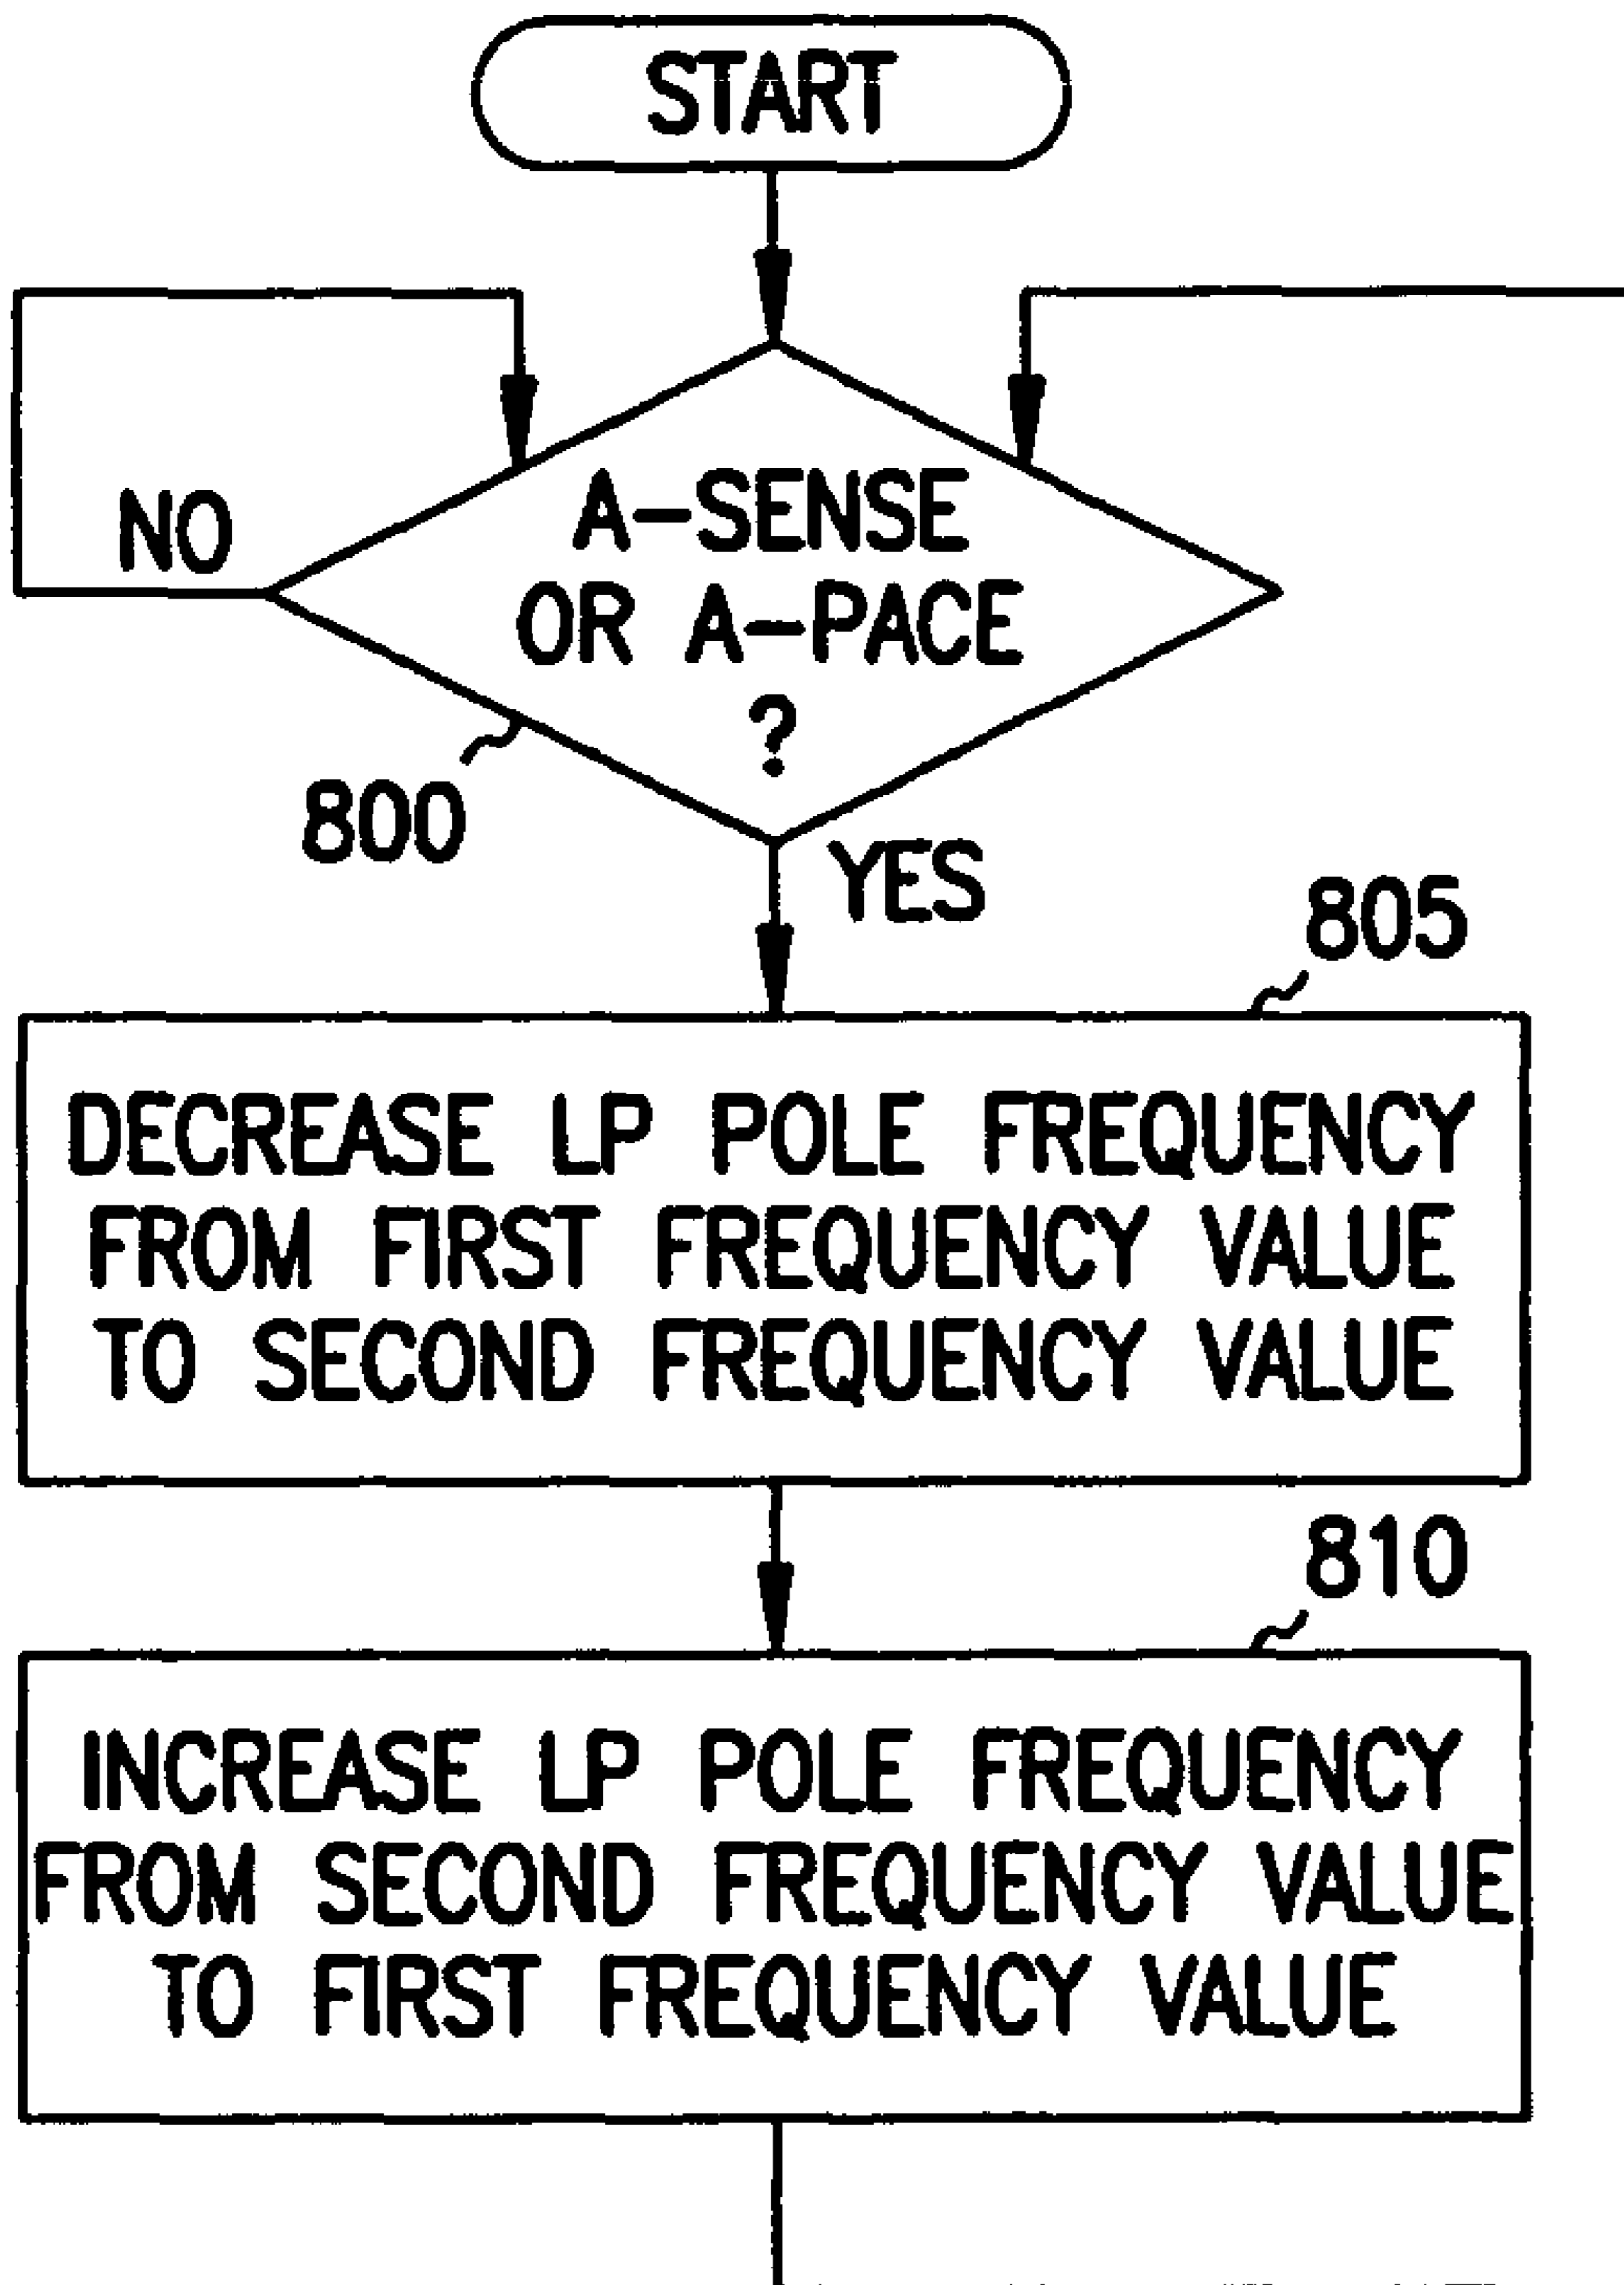 START
A-SENSE
OR A-PACE
?
NO
800
YES
805
DECREASE LP POLE FREQUENCY
FROM FIRST FREQUENCY VALUE
TO SECOND FREQUENCY VALUE
810
INCREASE LP POLE FREQUENCY
FROM SECOND FREQUENCY VALUE
TO FIRST FREQUENCY VALUE